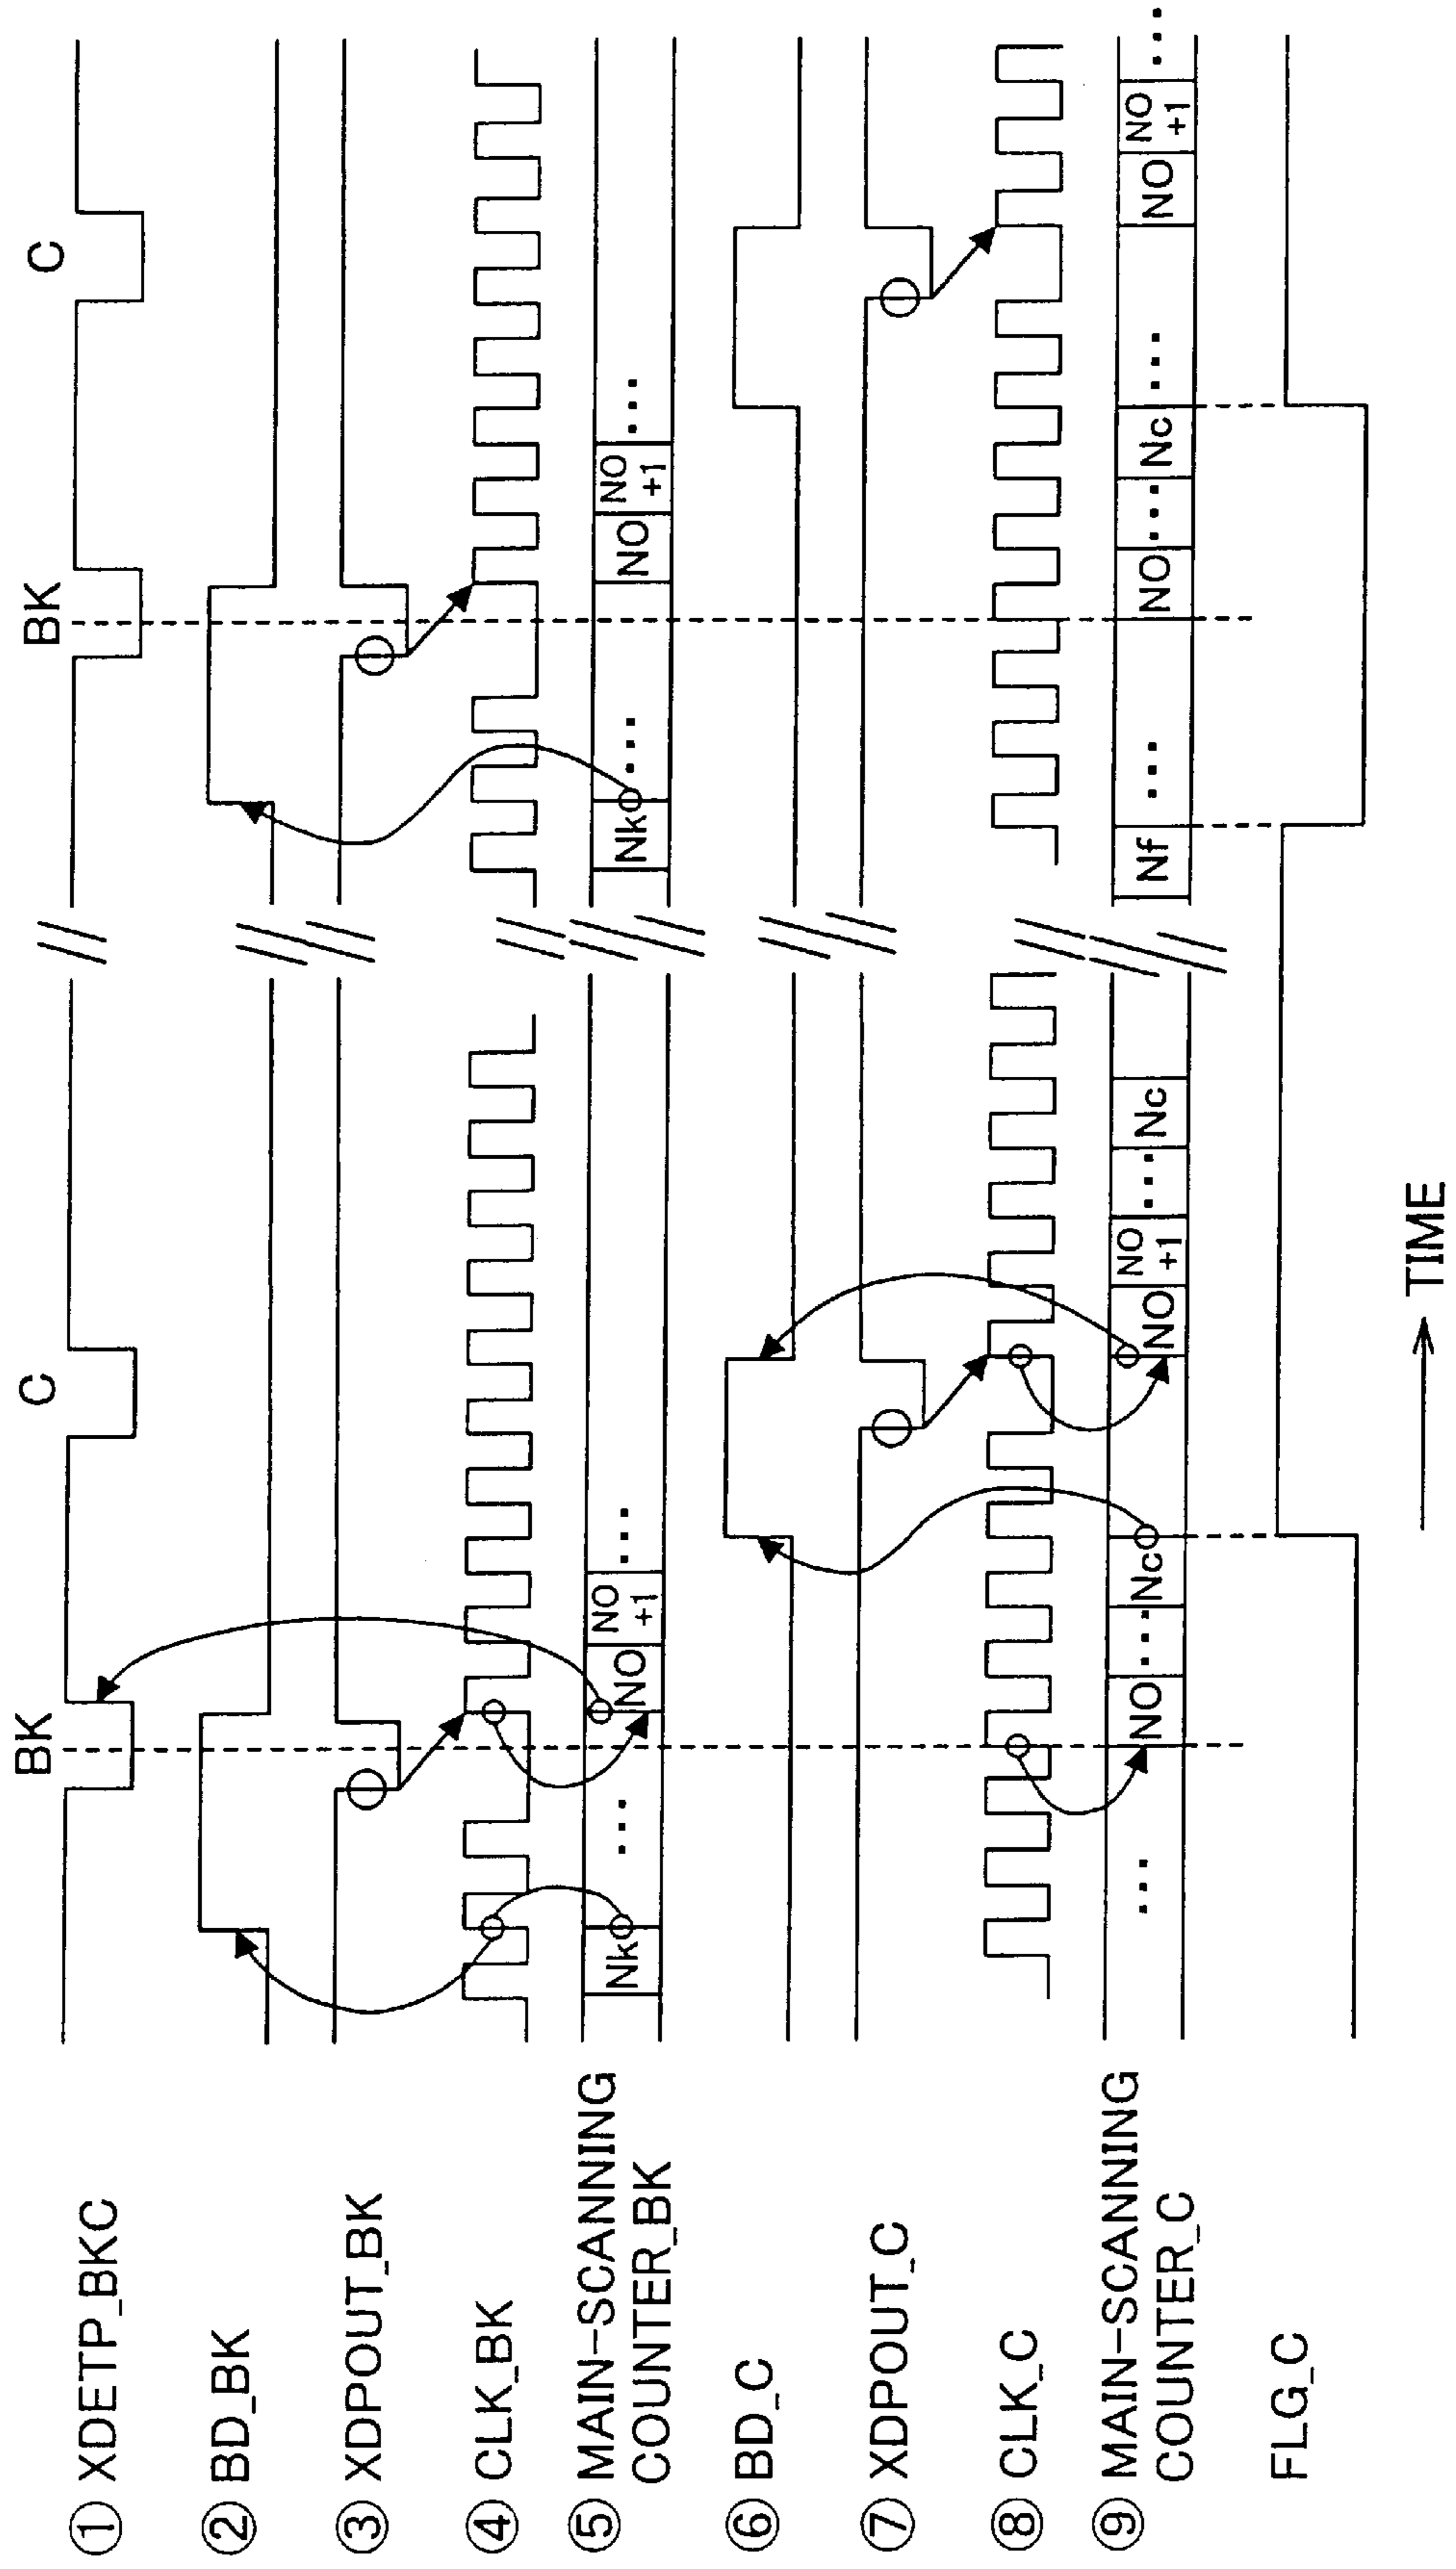 BK
C
BK
C
① XDETP_BKC
② BD_BK
③ XDPOUT_BK
④ CLK_BK
⑤ MAIN-SCANNING
COUNTER_BK
Nk
...
NO
NO
+1
...
Nk
...
NO
NO
+1
...
⑥ BD_C
⑦ XDPOUT_C
⑧ CLK_C
⑨ MAIN-SCANNING
COUNTER_C
...
NO
...
Nc
NO
NO
+1
...
Nc
Nf
...
NO
...
Nc
...
NO
NO
+1
...
FLG_C
TIME